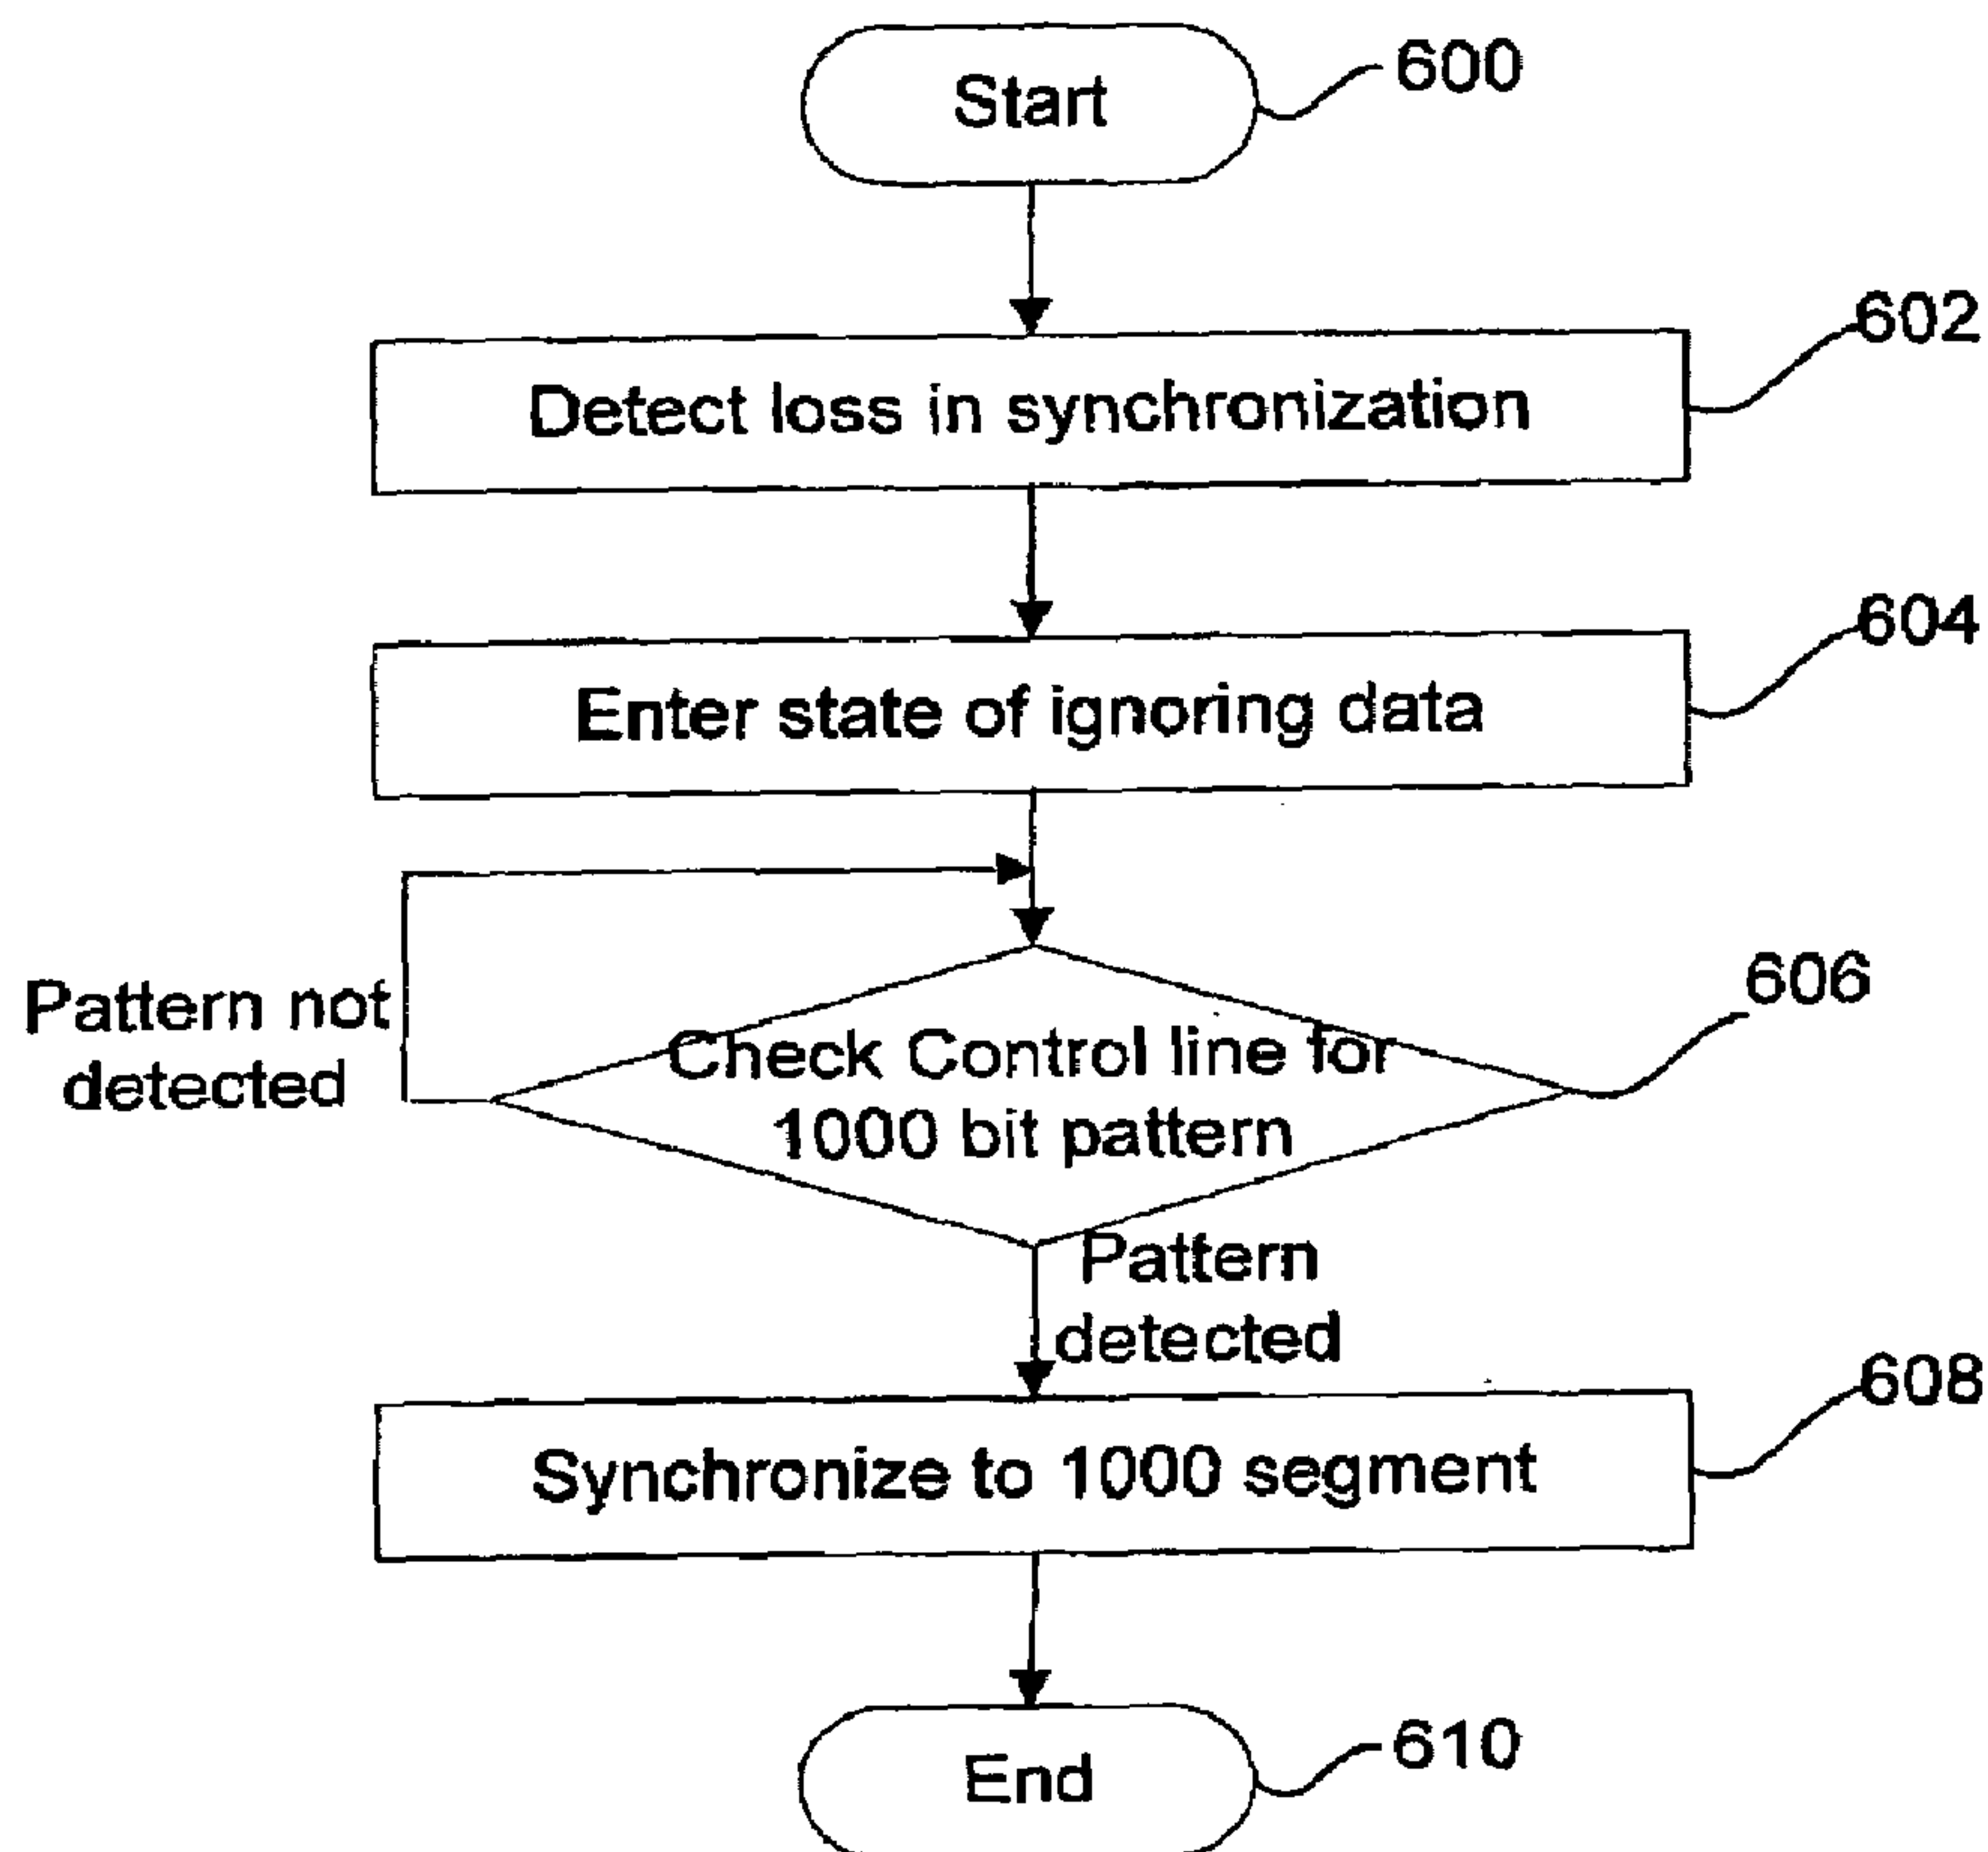 Start
600
Detect loss in synchronization
602
Enter state of ignoring data
604
Pattern not
detected
Check Control line for
1000 bit pattern
606
Pattern
detected
Synchronize to 1000 segment
608
End
610